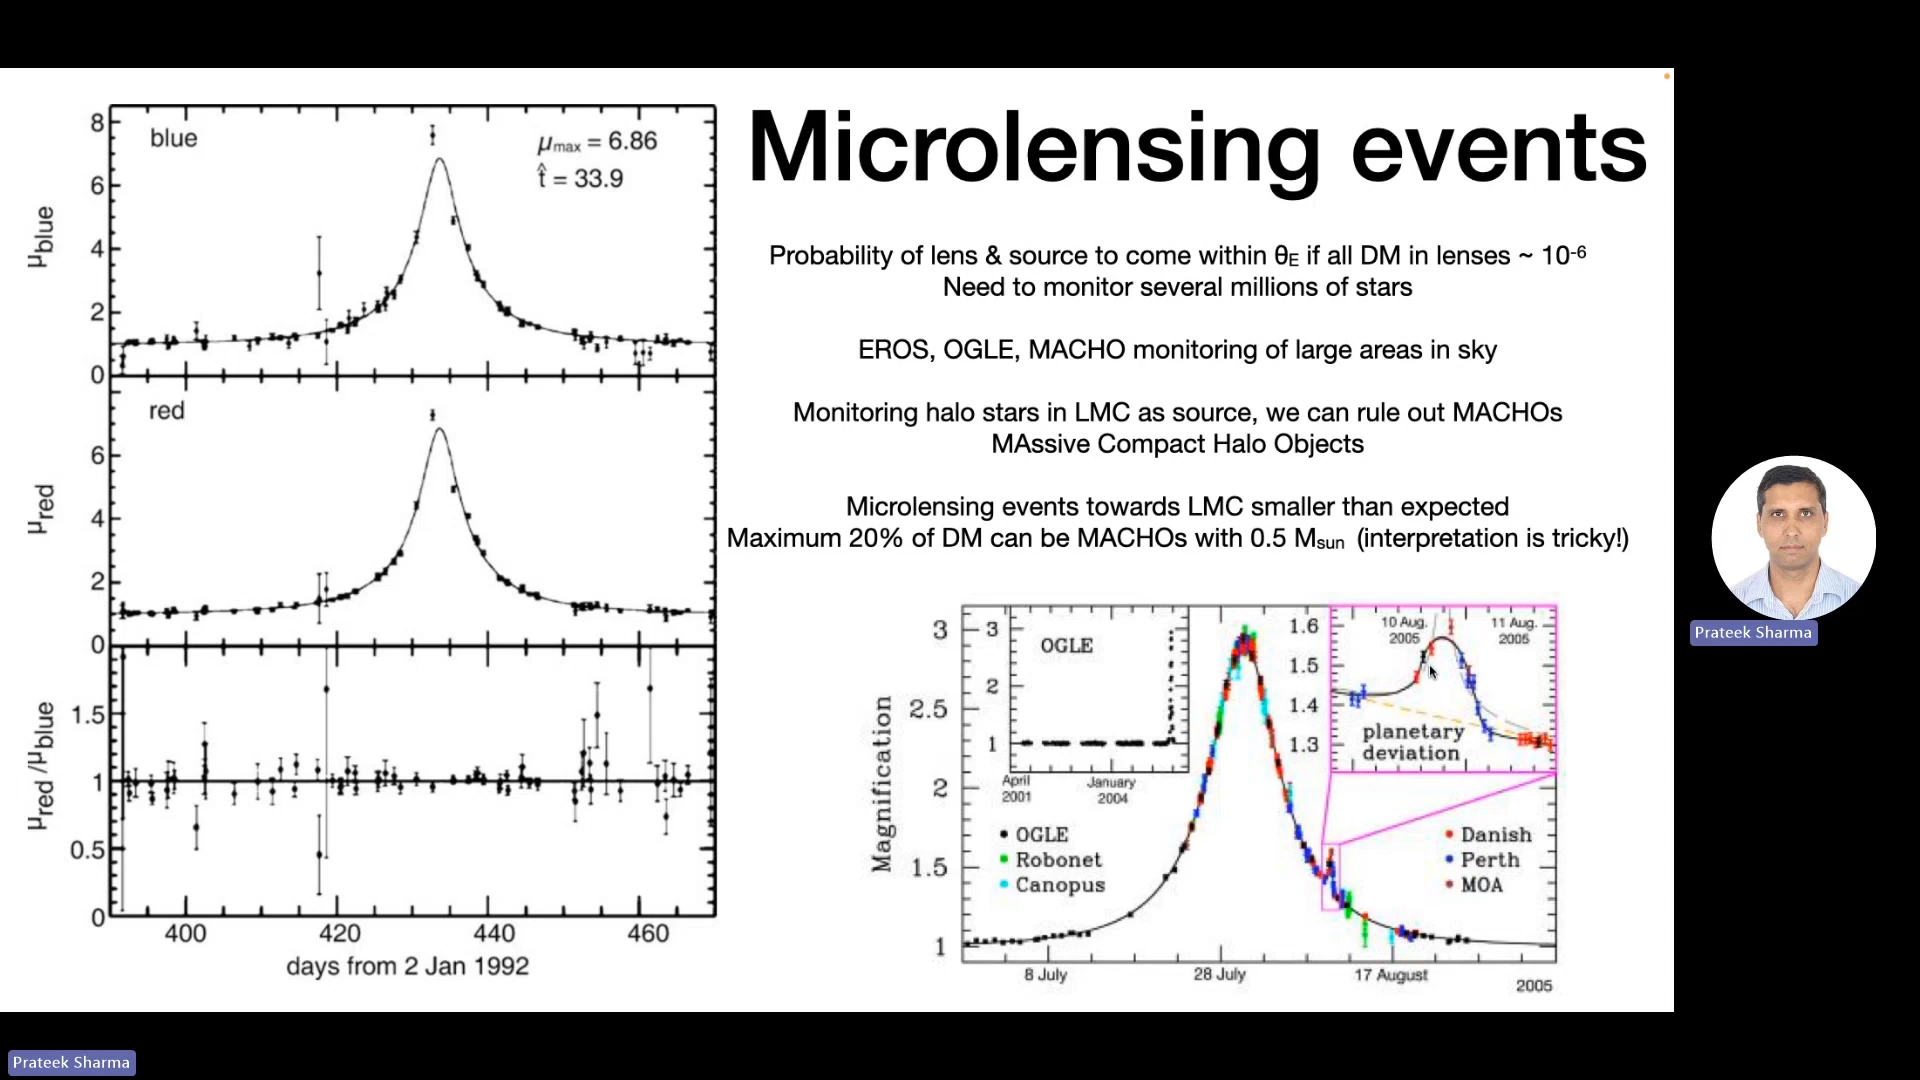 Microlensing events
Probability of lens & source to come within θE if all DM in lenses ~ 10-6
Need to monitor several millions of stars
EROS, OGLE, MACHO monitoring of large areas in sky
Monitoring halo stars in LMC as source, we can rule out MACHOs
MAssive Compact Halo Objects
Microlensing events towards LMC smaller than expected
Maximum 20% of DM can be MACHOs with 0.5 Msun (interpretation is tricky!)
blue
μmax = 6.86
t̂ = 33.9
μblue
8
6
4
2
0
red
μred
6
4
2
0
μred /μblue
1.5
1
0.5
0
400 420 440 460
days from 2 Jan 1992
Magnification
3
2.5
2
1.5
1
OGLE
3
2
1
April
2001
January
2004
1.6
1.5
1.4
1.3
10 Aug.
2005
11 Aug.
2005
planetary
deviation
OGLE
Robonet
Canopus
Danish
Perth
MOA
8 July 28 July 17 August
2005
Prateek Sharma
Prateek Sharma